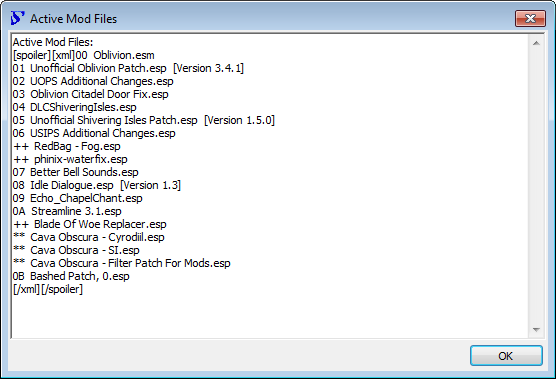 Active Mod Files
Active Mod Files:
[spoiler][xml]00  Oblivion.esm
01  Unofficial Oblivion Patch.esp  [Version 3.4.1]
02  UOPS Additional Changes.esp
03  Oblivion Citadel Door Fix.esp
04  DLCShiveringIsles.esp
05  Unofficial Shivering Isles Patch.esp  [Version 1.5.0]
06  USIPS Additional Changes.esp
++  RedBag - Fog.esp
++  phinix-waterfix.esp
07  Better Bell Sounds.esp
08  Idle Dialogue.esp  [Version 1.3]
09  Echo_ChapelChant.esp
0A  Streamline 3.1.esp
++  Blade Of Woe Replacer.esp
**  Cava Obscura - Cyrodil.esp
**  Cava Obscura - SI.esp
**  Cava Obscura - Filter Patch For Mods.esp
0B  Bashed Patch, 0.esp
[/xml][/spoiler]
OK